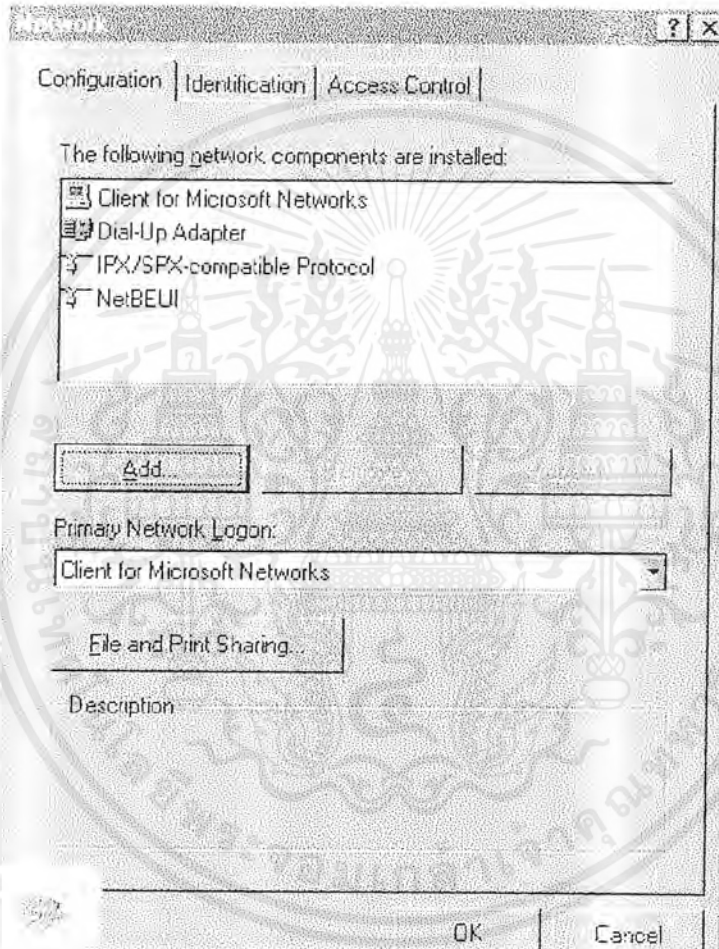 Network
Configuration Identification Access Control
The following network components are installed:
Client for Microsoft Networks
Dial-Up Adapter
IPX/SPX-compatible Protocol
NetBEUI
Add...
Primary Network Logon:
Client for Microsoft Networks
File and Print Sharing...
Description
OK Cancel